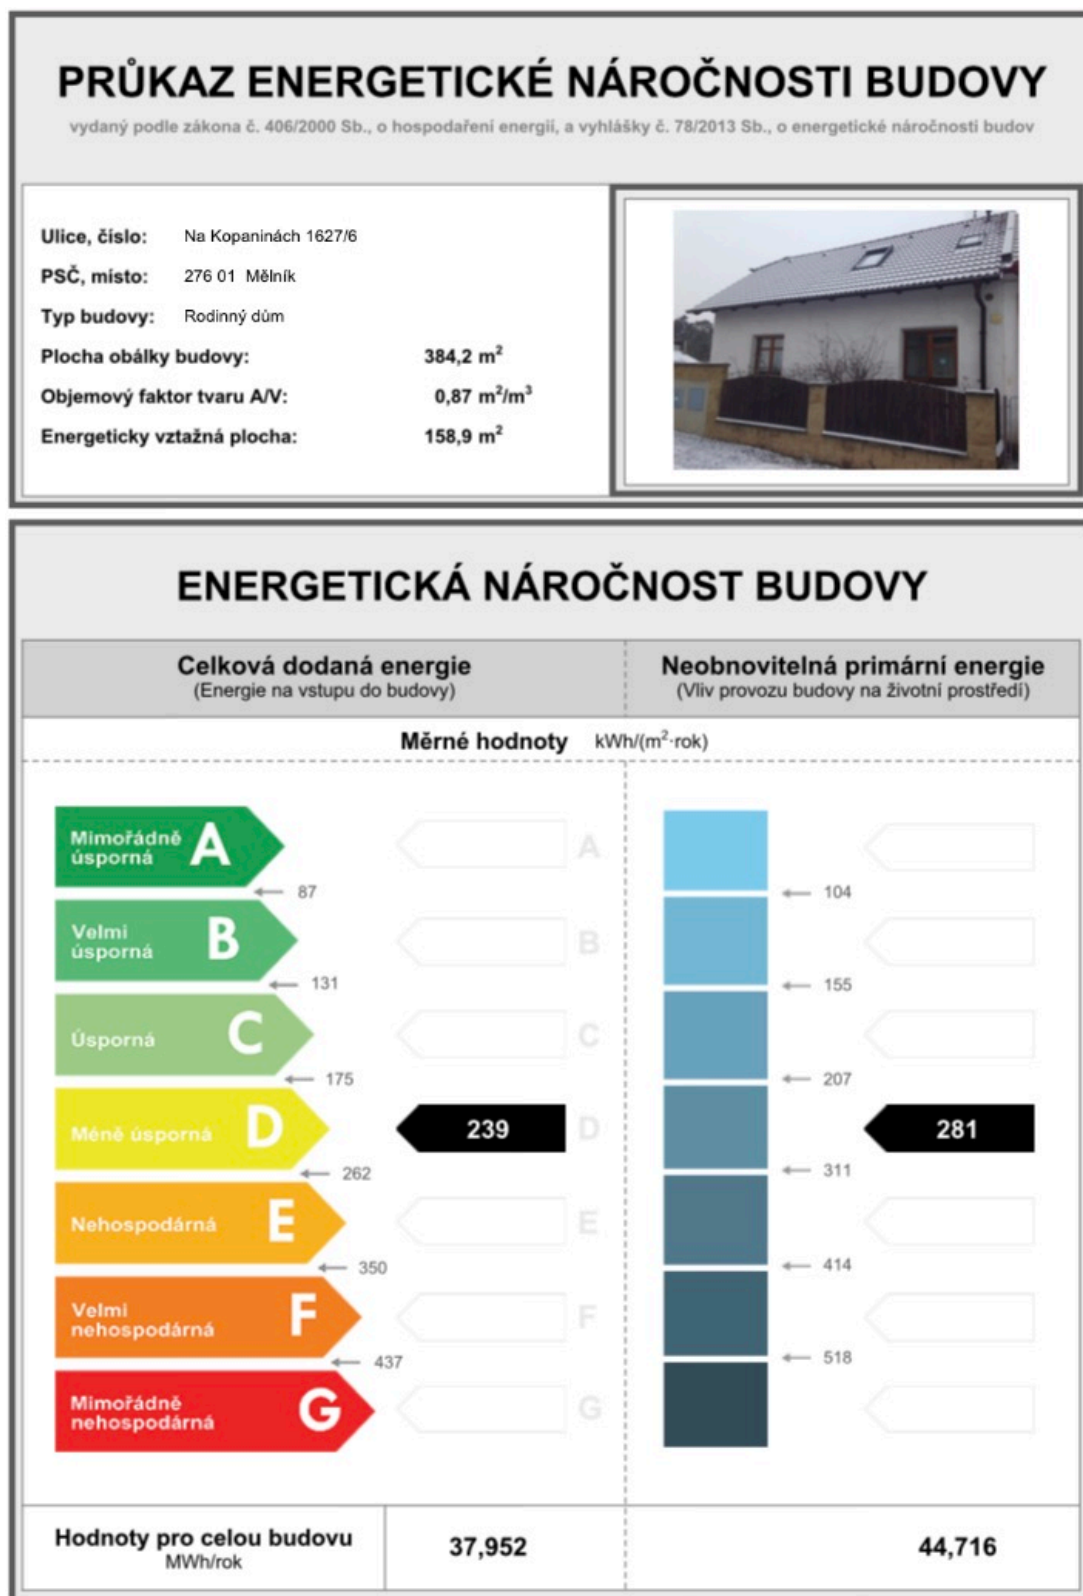 PRŮKAZ ENERGETICKÉ NÁROČNOSTI BUDOVY
vydaný podle zákona č. 406/2000 Sb., o hospodaření energií, a vyhlášky č. 78/2013 Sb., o energetické náročnosti budov
Ulice, číslo: Na Kopaninách 1627/6
PSČ, místo: 276 01 Mělník
Typ budovy: Rodinný dům
Plocha obálky budovy: 384,2 m²
Objemový faktor tvaru A/V: 0,87 m²/m³
Energeticky vztažná plocha: 158,9 m²
ENERGETICKÁ NÁROČNOST BUDOVY
Celková dodaná energie
(Energie na vstupu do budovy)
Neobnovitelná primární energie
(Vliv provozu budovy na životní prostředí)
Měrné hodnoty kWh/(m²·rok)
Mimořádně
úsporná A A
87 104
Velmi
úsporná B B
131 155
Úsporná C C
175 207
Méně úsporná D 239 D 281
262 311
Nehospodárná E E
350 414
Velmi
nehospodárná F F
437 518
Mimořádně
nehospodárná G G
Hodnoty pro celou budovu
MWh/rok
37,952 44,716